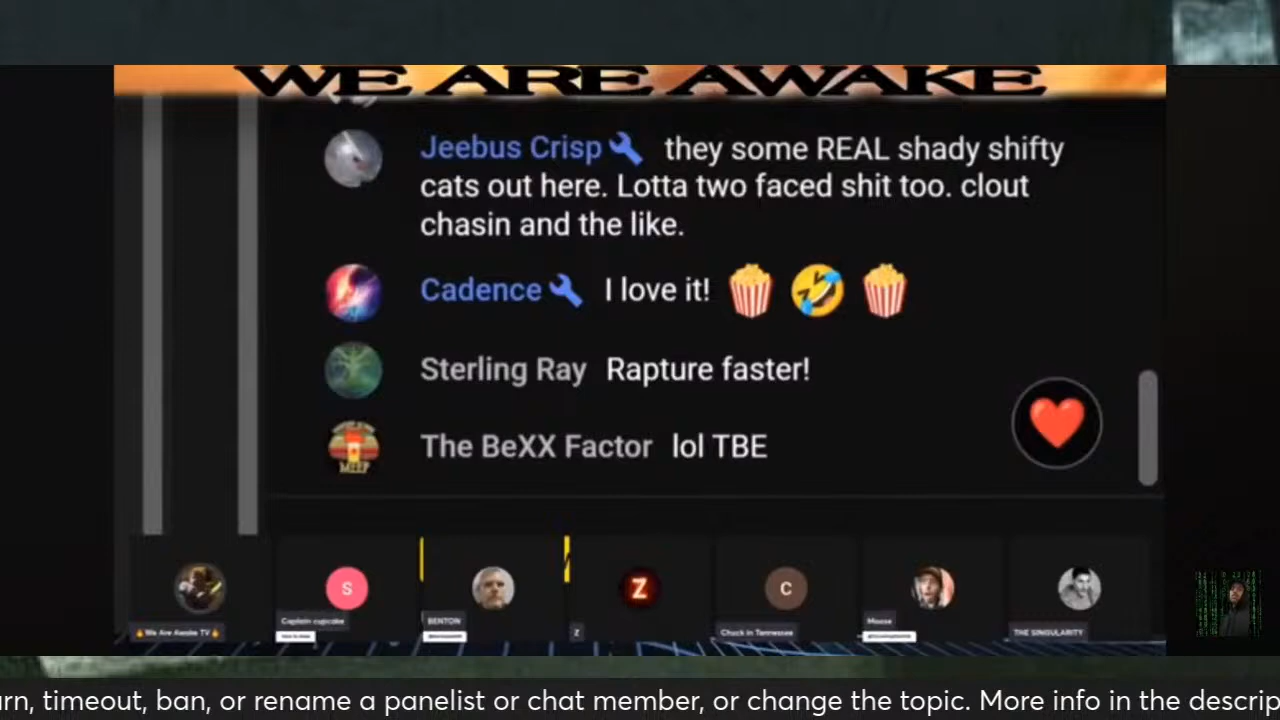 WE ARE AWAKE
Jeebus Crisp they some REAL shady shifty
cats out here. Lotta two faced shit too. clout
chasin and the like.
Cadence I love it! 🍿 🤣 🍿
Sterling Ray Rapture faster!
The BeXX Factor lol TBE
MEEP
S
Z
C
🔥We Are Awake TV🔥
Captain cupcake
BENTON
Z
Chuck in Tennessee
Moose
THE SINGULARITY
rn, timeout, ban, or rename a panelist or chat member, or change the topic. More info in the descrip